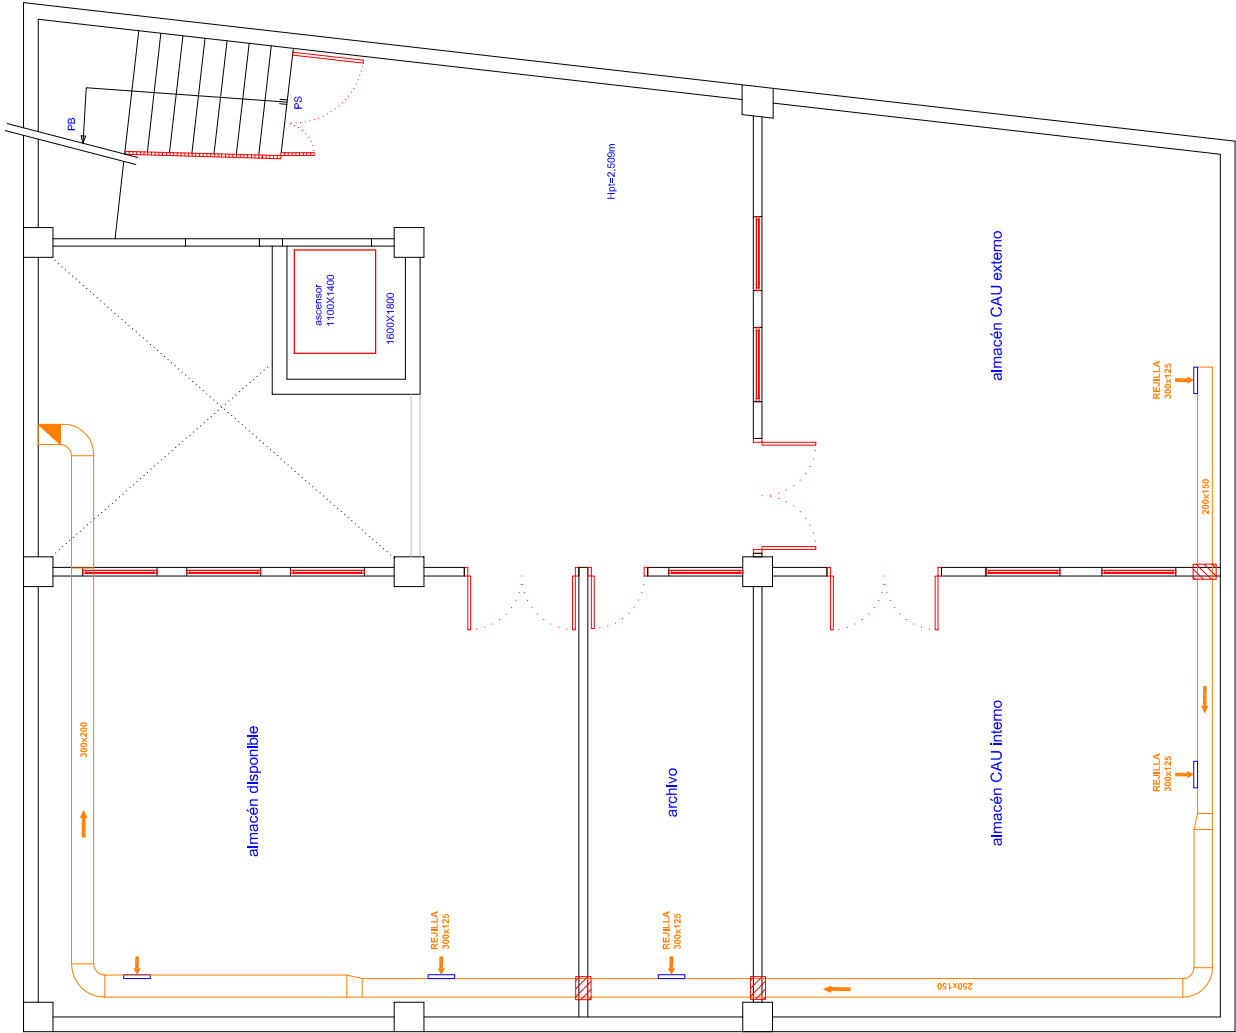 PB
PS
Hpt=2,509m
ascensor
1100X1400
1600X1800
almacén CAU externo
REJILLA
300x125
200x150
300x200
almacén disponible
archivo
almacén CAU interno
REJILLA
300x125
REJILLA
300x125
REJILLA
300x125
250x150